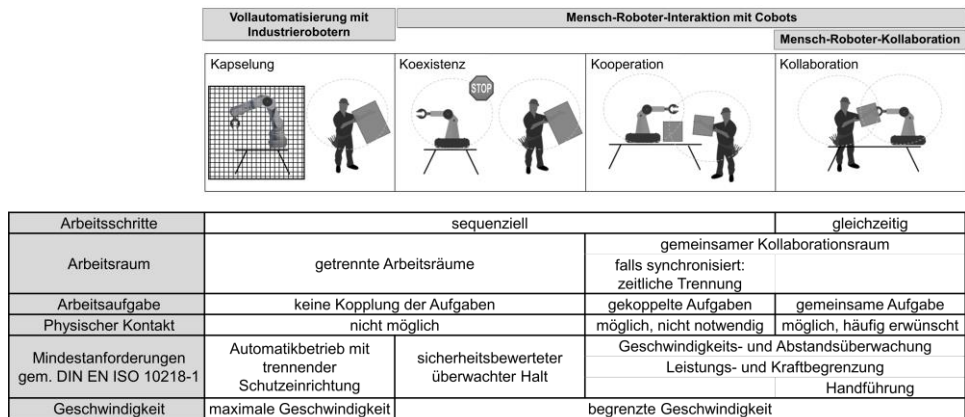 Vollautomatisierung mit
Industrierobotern
Mensch-Roboter-Interaktion mit Cobots
Mensch-Roboter-Kollaboration
Kapselung
Koexistenz
Kooperation
Kollaboration
STOP
Arbeitsschritte
sequenziell
gleichzeitig
Arbeitsraum
getrennte Arbeitsräume
gemeinsamer Kollaborationsraum
falls synchronisiert:
zeitliche Trennung
Arbeitsaufgabe
keine Kopplung der Aufgaben
gekoppelte Aufgaben
gemeinsame Aufgabe
Physischer Kontakt
nicht möglich
möglich, nicht notwendig
möglich, häufig erwünscht
Mindestanforderungen
gem. DIN EN ISO 10218-1
Automatikbetrieb mit
trennender
Schutzeinrichtung
sicherheitsbewerteter
überwachter Halt
Geschwindigkeits- und Abstandsüberwachung
Leistungs- und Kraftbegrenzung
Handführung
Geschwindigkeit
maximale Geschwindigkeit
begrenzte Geschwindigkeit